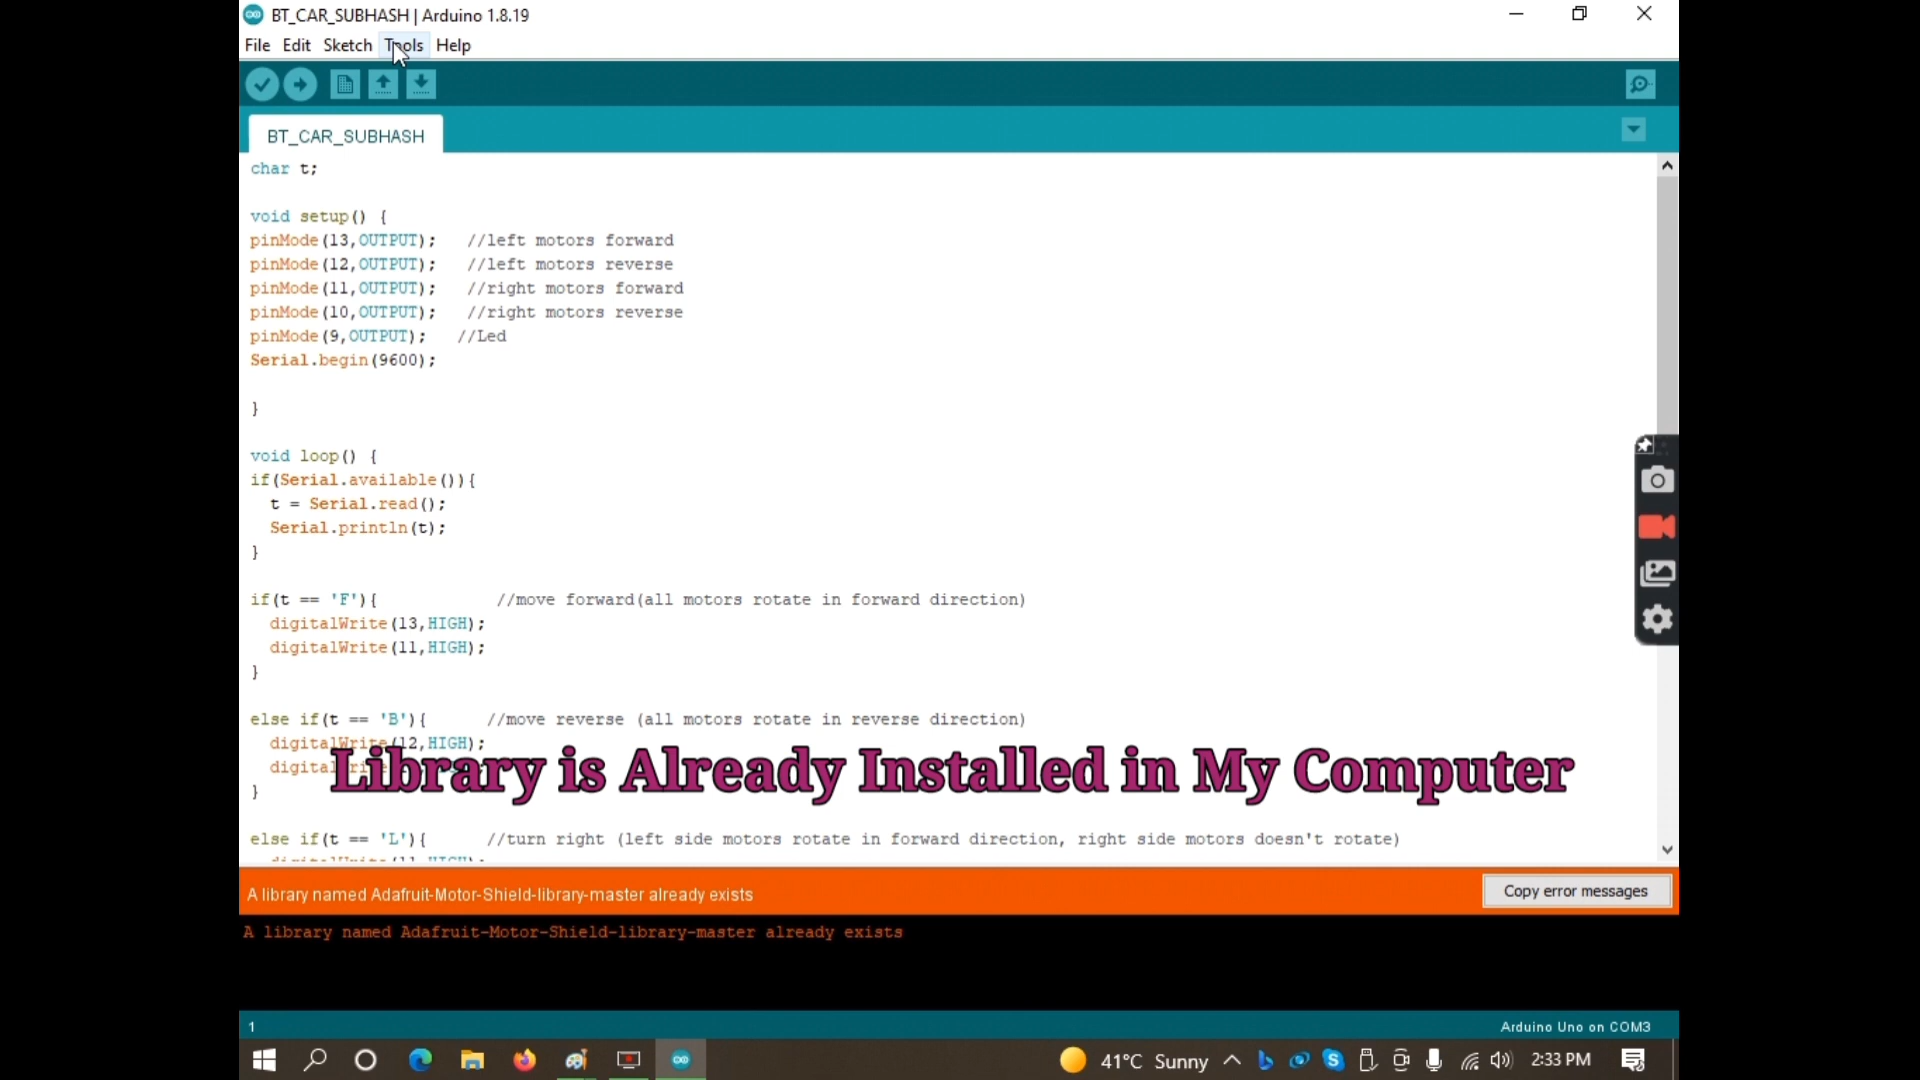 BT_CAR_SUBHASH | Arduino 1.8.19
File Edit Sketch Tools Help
BT_CAR_SUBHASH
char t;
void setup() {
pinMode(13,OUTPUT);   //left motors forward
pinMode(12,OUTPUT);   //left motors reverse
pinMode(11,OUTPUT);   //right motors forward
pinMode(10,OUTPUT);   //right motors reverse
pinMode(9,OUTPUT);   //Led
Serial.begin(9600);
}
void loop() {
if(Serial.available()){
t = Serial.read();
Serial.println(t);
}
if(t == 'F'){            //move forward(all motors rotate in forward direction)
digitalWrite(13,HIGH);
digitalWrite(11,HIGH);
}
else if(t == 'B'){      //move reverse (all motors rotate in reverse direction)
digitalWrite(12,HIGH);
Library is Already Installed in My Computer
}
else if(t == 'L'){      //turn right (left side motors rotate in forward direction, right side motors doesn't rotate)
A library named Adafruit-Motor-Shield-library-master already exists
Copy error messages
A library named Adafruit-Motor-Shield-library-master already exists
1
Arduino Uno on COM3
41°C Sunny
2:33 PM